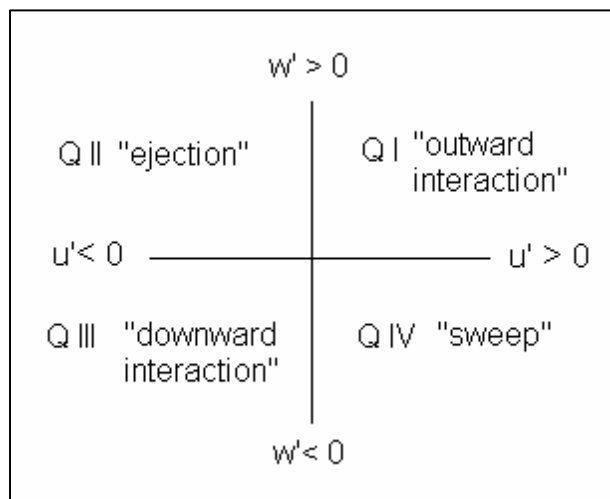 w' > 0
Q II "ejection"
Q I "outward
interaction"
u'< 0
u' > 0
Q III "downward
interaction"
Q IV "sweep"
w'< 0